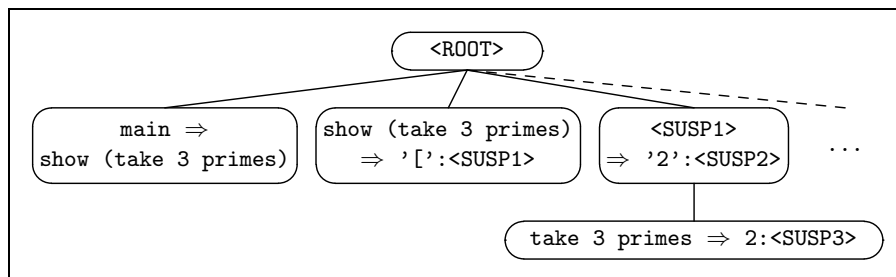 <ROOT>
main ⇒
show (take 3 primes)
show (take 3 primes)
⇒ '[':<SUSP1>
<SUSP1>
⇒ '2':<SUSP2>
...
take 3 primes ⇒ 2:<SUSP3>